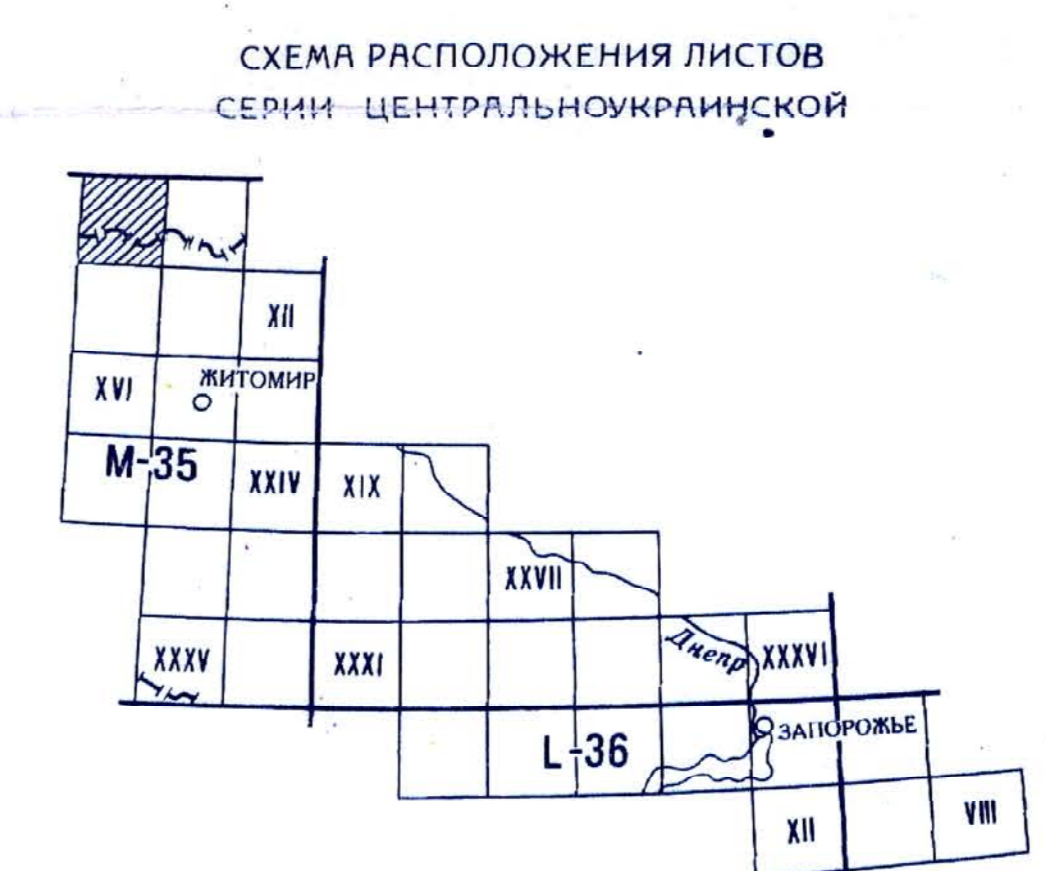 СХЕМА РАСПОЛОЖЕНИЯ ЛИСТОВ
СЕРИИ ЦЕНТРАЛЬНОУКРАИНСКОЙ
XII
XVI
ЖИТОМИР
M-35
XXIV
XIX
XXVII
XXXV
XXXI
Днепр
XXXVI
L-36
ЗАПОРОЖЬЕ
XII
VIII